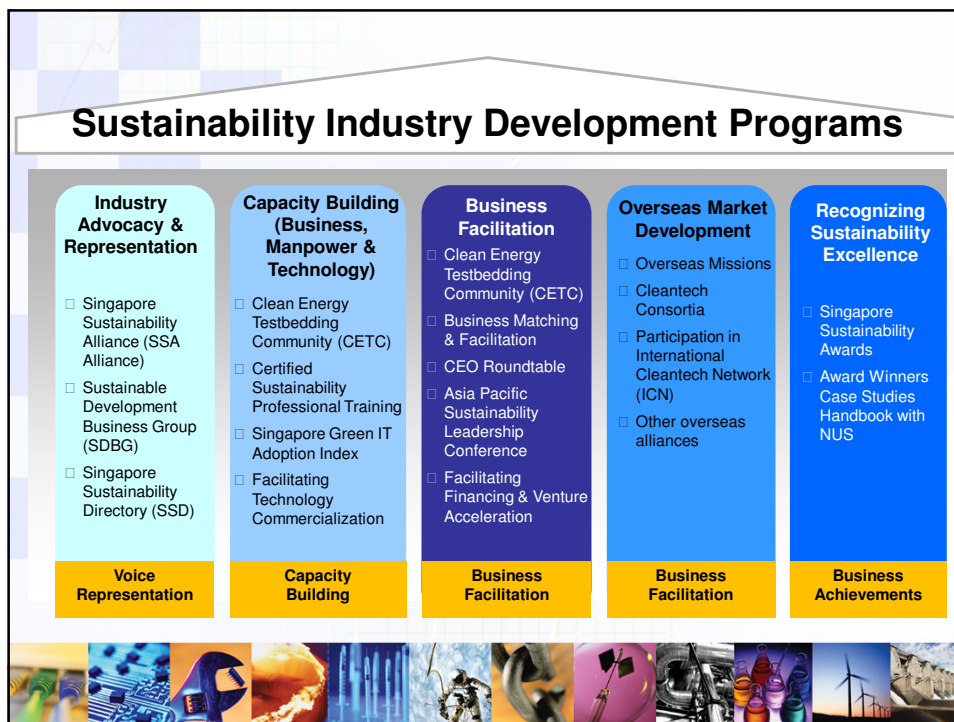 Sustainability Industry Development Programs
Industry
Advocacy &
Representation
□ Singapore
Sustainability
Alliance (SSA
Alliance)
□ Sustainable
Development
Business Group
(SDBG)
□ Singapore
Sustainability
Directory (SSD)
Voice
Representation
Capacity Building
(Business,
Manpower &
Technology)
□ Clean Energy
Testbedding
Community (CETC)
□ Certified
Sustainability
Professional Training
□ Singapore Green IT
Adoption Index
□ Facilitating
Technology
Commercialization
Capacity
Building
Business
Facilitation
□ Clean Energy
Testbedding
Community (CETC)
□ Business Matching
& Facilitation
□ CEO Roundtable
□ Asia Pacific
Sustainability
Leadership
Conference
□ Facilitating
Financing & Venture
Acceleration
Business
Facilitation
Overseas Market
Development
□ Overseas Missions
□ Cleantech
Consortia
□ Participation in
International
Cleantech Network
(ICN)
□ Other overseas
alliances
Business
Facilitation
Recognizing
Sustainability
Excellence
□ Singapore
Sustainability
Awards
□ Award Winners
Case Studies
Handbook with
NUS
Business
Achievements